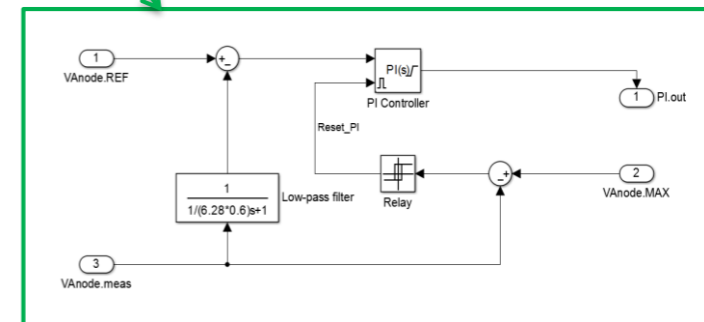 1
VAnode.REF
+
−
PI(s)
PI Controller
1
PI.out
Reset_PI
1
1/(6.28*0.6)s+1
Low-pass filter
Relay
−
+
2
VAnode.MAX
3
VAnode.meas